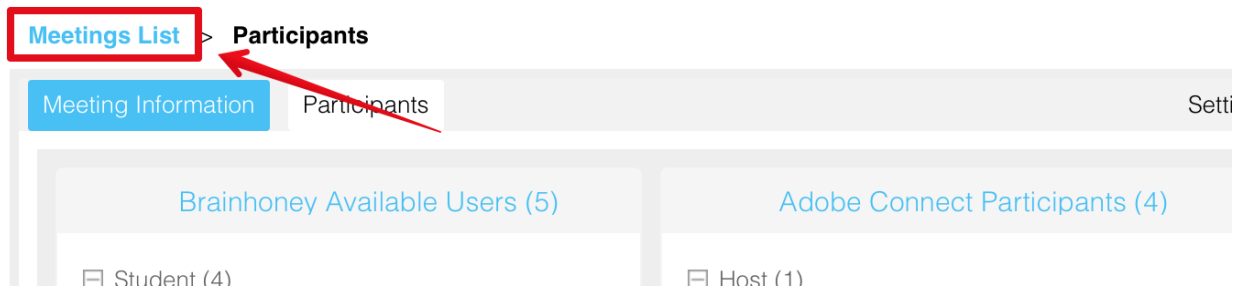 Meetings List > Participants
Meeting Information Participants
Brainhoney Available Users (5) Adobe Connect Participants (4)
Student (4) Host (1)